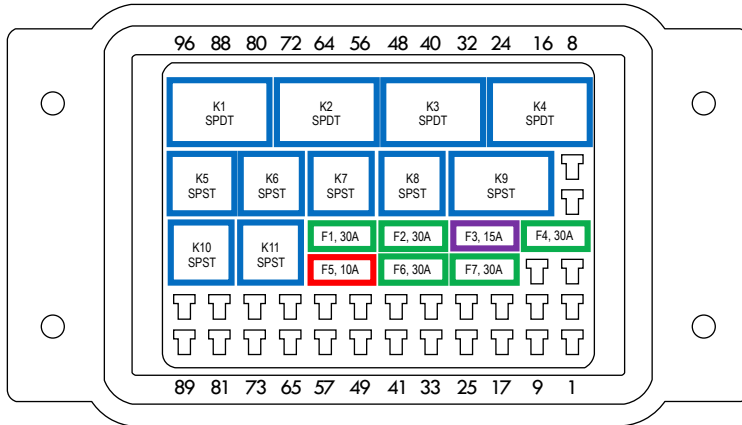 96 88 80 72 64 56 48 40 32 24 16 8
K1
SPDT
K2
SPDT
K3
SPDT
K4
SPDT
K5
SPST
K6
SPST
K7
SPST
K8
SPST
K9
SPST
K10
SPST
K11
SPST
F1, 30A
F2, 30A
F3, 15A
F4, 30A
F5, 10A
F6, 30A
F7, 30A
89 81 73 65 57 49 41 33 25 17 9 1